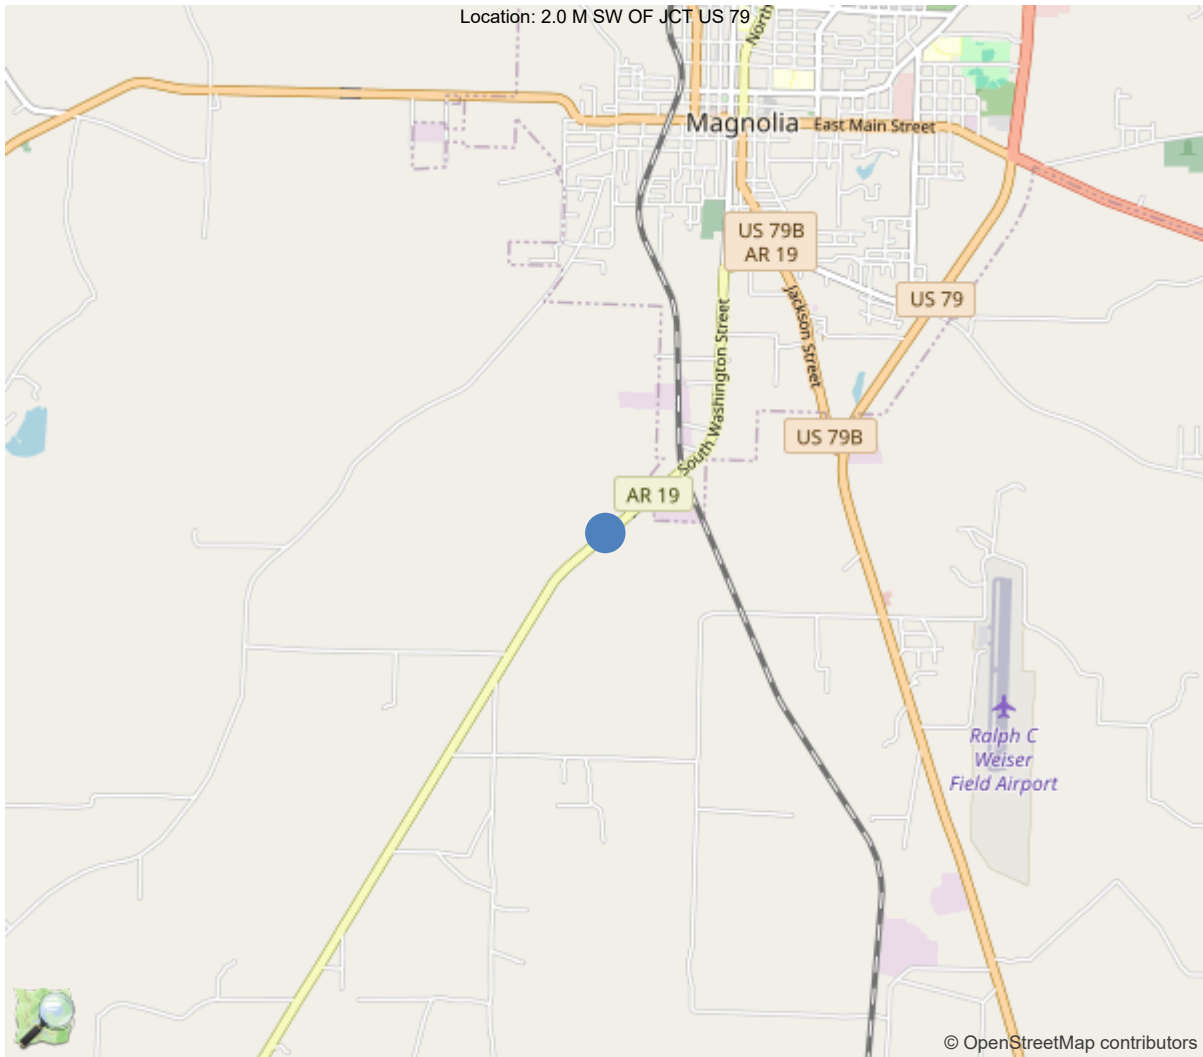 Location: 2.0 M SW OF JCT US 79
North
Magnolia
East Main Street
US 79B
AR 19
US 79
Jackson Street
South Washington Street
US 79B
AR 19
Ralph C
Weiser
Field Airport
© OpenStreetMap contributors